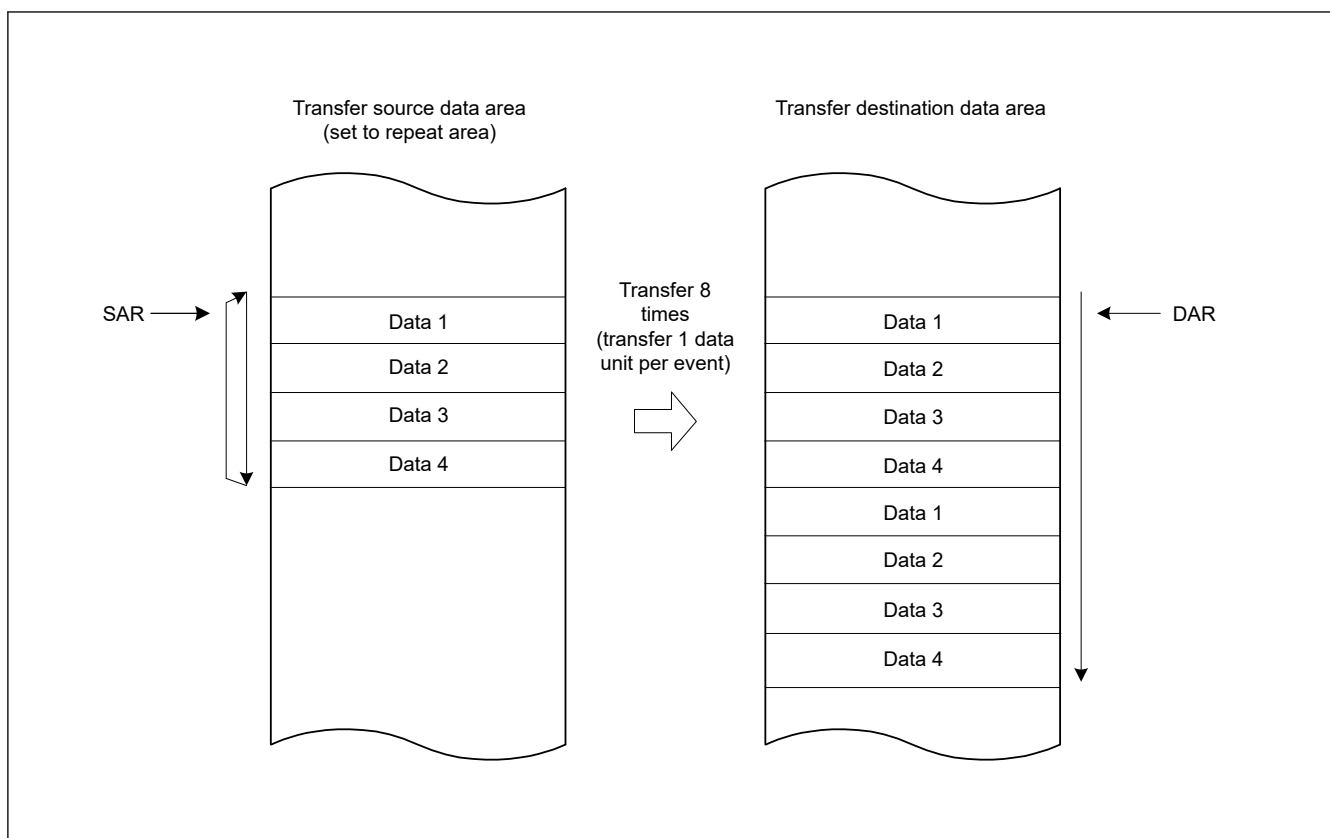 Transfer source data area
(set to repeat area)
Transfer destination data area
SAR
Data 1
Data 2
Data 3
Data 4
Transfer 8
times
(transfer 1 data
unit per event)
Data 1
Data 2
Data 3
Data 4
Data 1
Data 2
Data 3
Data 4
DAR